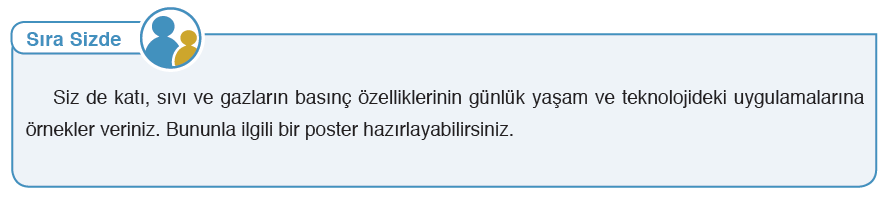 Sıra Sizde
Siz de katı, sıvı ve gazların basınç özelliklerinin günlük yaşam ve teknolojideki uygulamalarına
örnekler veriniz. Bununla ilgili bir poster hazırlayabilirsiniz.